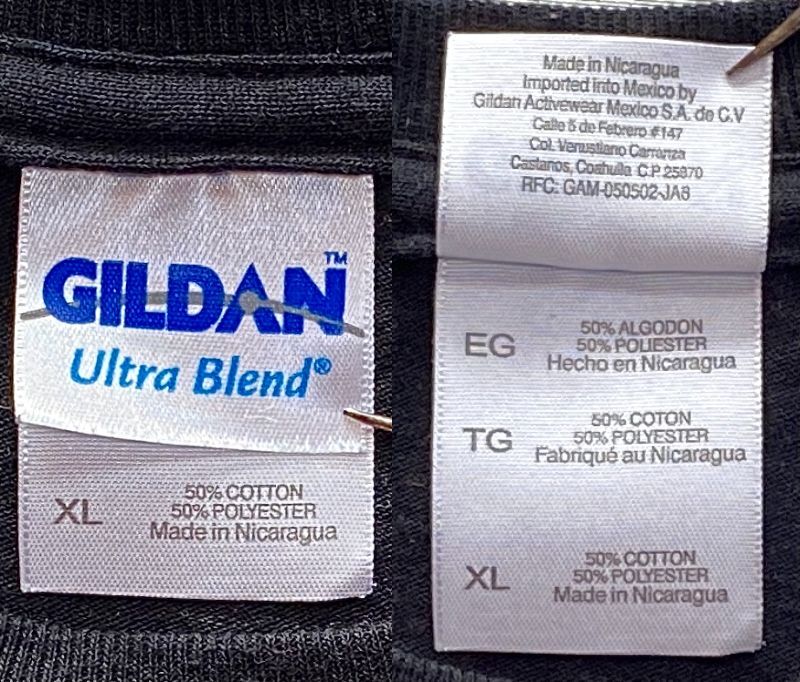 GILDAN™
Ultra Blend®
XL
50% COTTON
50% POLYESTER
Made in Nicaragua
Made in Nicaragua
Imported into Mexico by
Gildan Activewear Mexico S.A. de C.V
Calle 5 de Febrero #147
Col. Venustiano Carranza
Castanos, Coahuila C.P. 25870
RFC: GAM-050502-JA8
EG
50% ALGODON
50% POLIESTER
Hecho en Nicaragua
TG
50% COTON
50% POLYESTER
Fabriqué au Nicaragua
XL
50% COTTON
50% POLYESTER
Made in Nicaragua